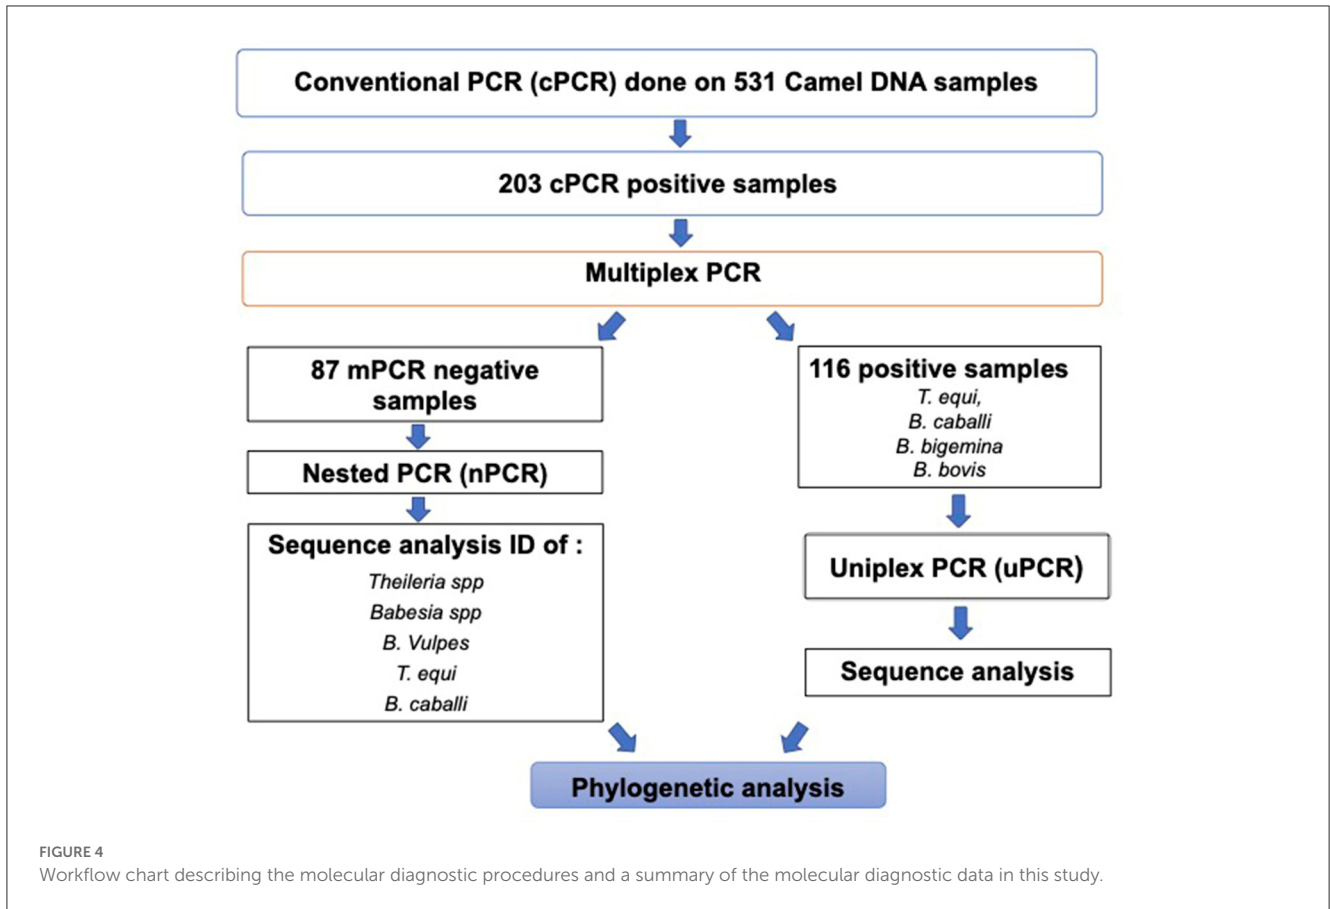 Conventional PCR (cPCR) done on 531 Camel DNA samples
203 cPCR positive samples
Multiplex PCR
87 mPCR negative
samples
Nested PCR (nPCR)
Sequence analysis ID of :
Theileria spp
Babesia spp
B. Vulpes
T. equi
B. caballi
116 positive samples
T. equi,
B. caballi
B. bigemina
B. bovis
Uniplex PCR (uPCR)
Sequence analysis
Phylogenetic analysis
FIGURE 4
Workflow chart describing the molecular diagnostic procedures and a summary of the molecular diagnostic data in this study.